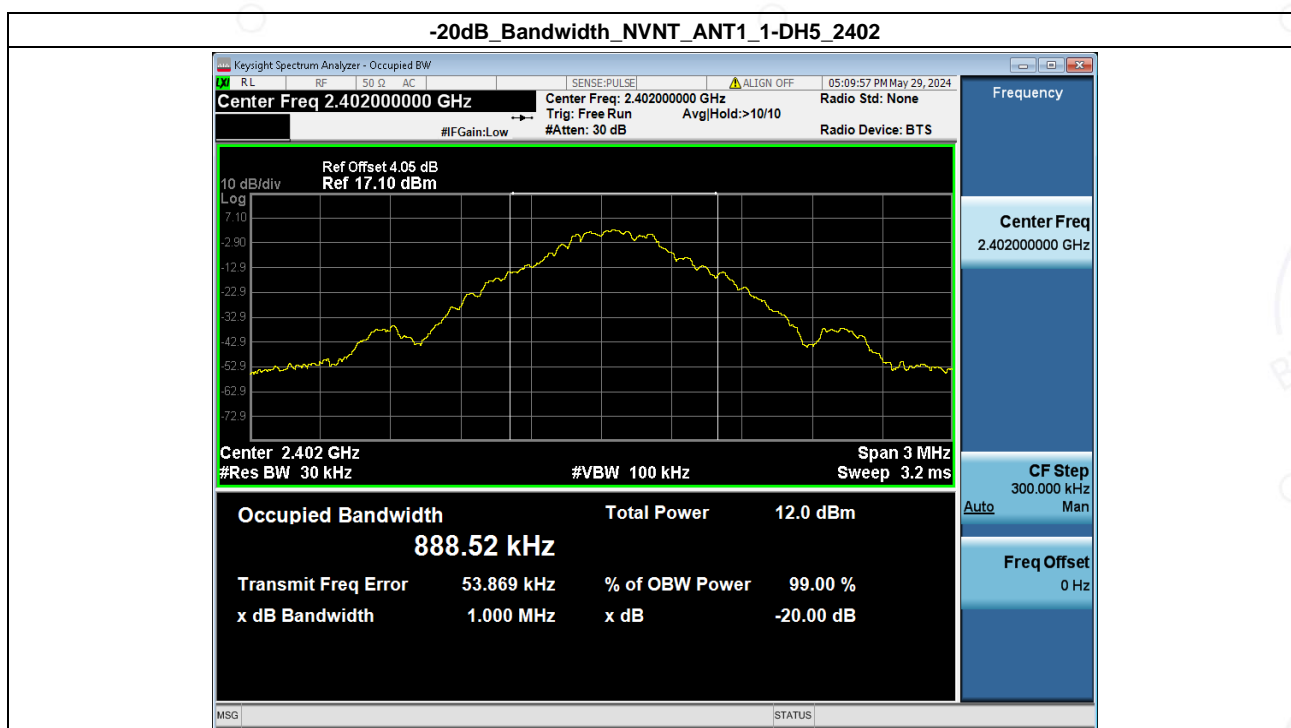 -20dB_Bandwidth_NVNT_ANT1_1-DH5_2402
Keysight Spectrum Analyzer - Occupied BW
LXI RL RF 50 Ω AC SENSE:PULSE ALIGN OFF 05:09:57 PM May 29, 2024
Center Freq 2.402000000 GHz
Center Freq: 2.402000000 GHz
Radio Std: None
Trig: Free Run Avg|Hold:>10/10
#IFGain:Low
#Atten: 30 dB
Radio Device: BTS
Ref Offset 4.05 dB
10 dB/div Ref 17.10 dBm
Log
7.10
-2.90
-12.9
-22.9
-32.9
-42.9
-52.9
-62.9
-72.9
Center 2.402 GHz Span 3 MHz
#Res BW 30 kHz #VBW 100 kHz Sweep 3.2 ms
Occupied Bandwidth Total Power 12.0 dBm
888.52 kHz
Transmit Freq Error 53.869 kHz % of OBW Power 99.00 %
x dB Bandwidth 1.000 MHz x dB -20.00 dB
MSG STATUS
Frequency
Center Freq
2.402000000 GHz
CF Step
300.000 kHz
Auto Man
Freq Offset
0 Hz